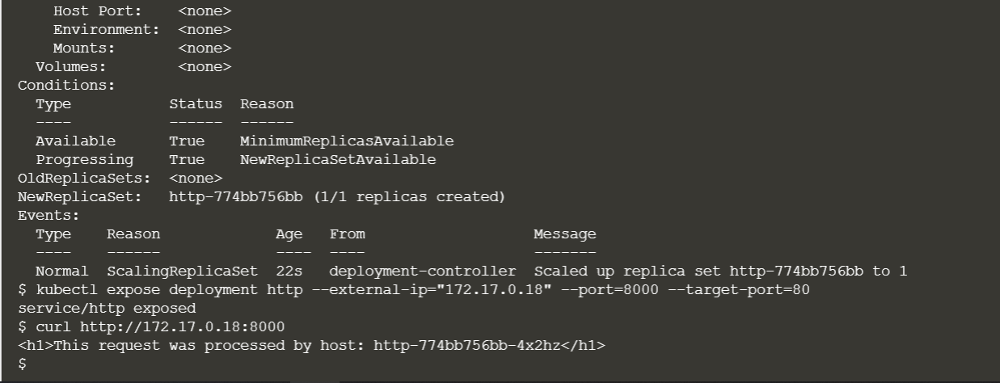 Host Port: <none>
Environment: <none>
Mounts: <none>
Volumes: <none>
Conditions:
Type Status Reason
---- ------ ------
Available True MinimumReplicasAvailable
Progressing True NewReplicaSetAvailable
OldReplicaSets: <none>
NewReplicaSet: http-774bb756bb (1/1 replicas created)
Events:
Type Reason Age From Message
---- ------ ---- ---- -------
Normal ScalingReplicaSet 22s deployment-controller Scaled up replica set http-774bb756bb to 1
$ kubectl expose deployment http --external-ip="172.17.0.18" --port=8000 --target-port=80
service/http exposed
$ curl http://172.17.0.18:8000
<h1>This request was processed by host: http-774bb756bb-4x2hz</h1>
$